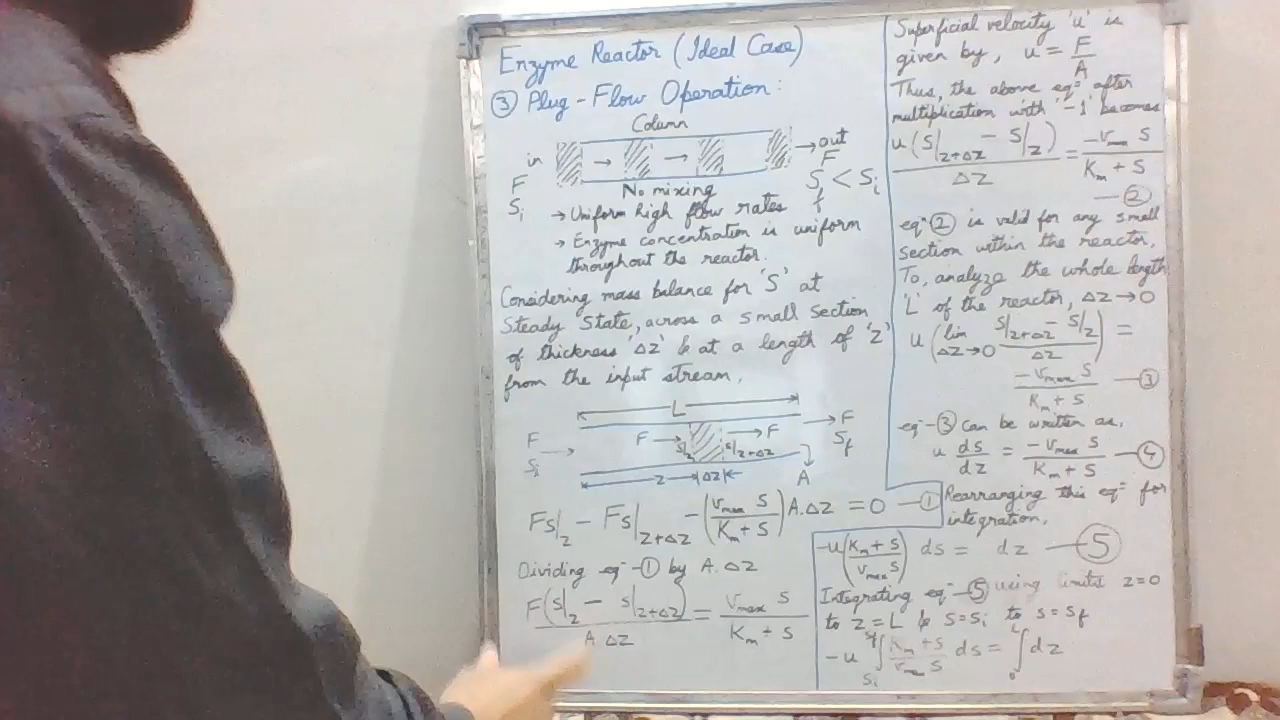 Enzyme Reactor (Ideal Case)
③ Plug-Flow Operation:
Column
in
F
Si
→ → → out
F
Sf < Si
No mixing
→ Uniform high flow rates
→ Enzyme concentration is uniform
throughout the reactor.
Considering mass balance for 'S' at
Steady State, across a small section
of thickness 'Δz' & at a length of 'z'
from the input stream.
L
F
Si →
F → S|z S|z+Δz → F
→ F
Sf
z Δz A
FS|z - FS|z+Δz - (vmax S / Km + S) A.Δz = 0 — ①
Dividing eqn-① by A.Δz
F(S|z - S|z+Δz) / A.Δz = vmax S / Km + S
Superficial velocity 'u' is
given by, u = F / A
Thus, the above eqn after
multiplication with '-1' becomes
u(S|z+Δz - S|z) / Δz = -vmax S / Km + S
— ②
eqn ② is valid for any small
section within the reactor.
To, analyze the whole length
'L' of the reactor, Δz→0
u (lim Δz→0 S|z+Δz - S|z / Δz) =
-vmax S / Km + S — ③
eqn-③ can be written as,
u ds/dz = -vmax S / Km + S — ④
Rearranging this eqn for
integration,
-u (Km + S / vmax S) ds = dz — ⑤
Integrating eqn-⑤ using limits z=0
to z=L & S=Si to S=Sf
-u ∫Si^Sf Km + S / vmax S ds = ∫0^L dz